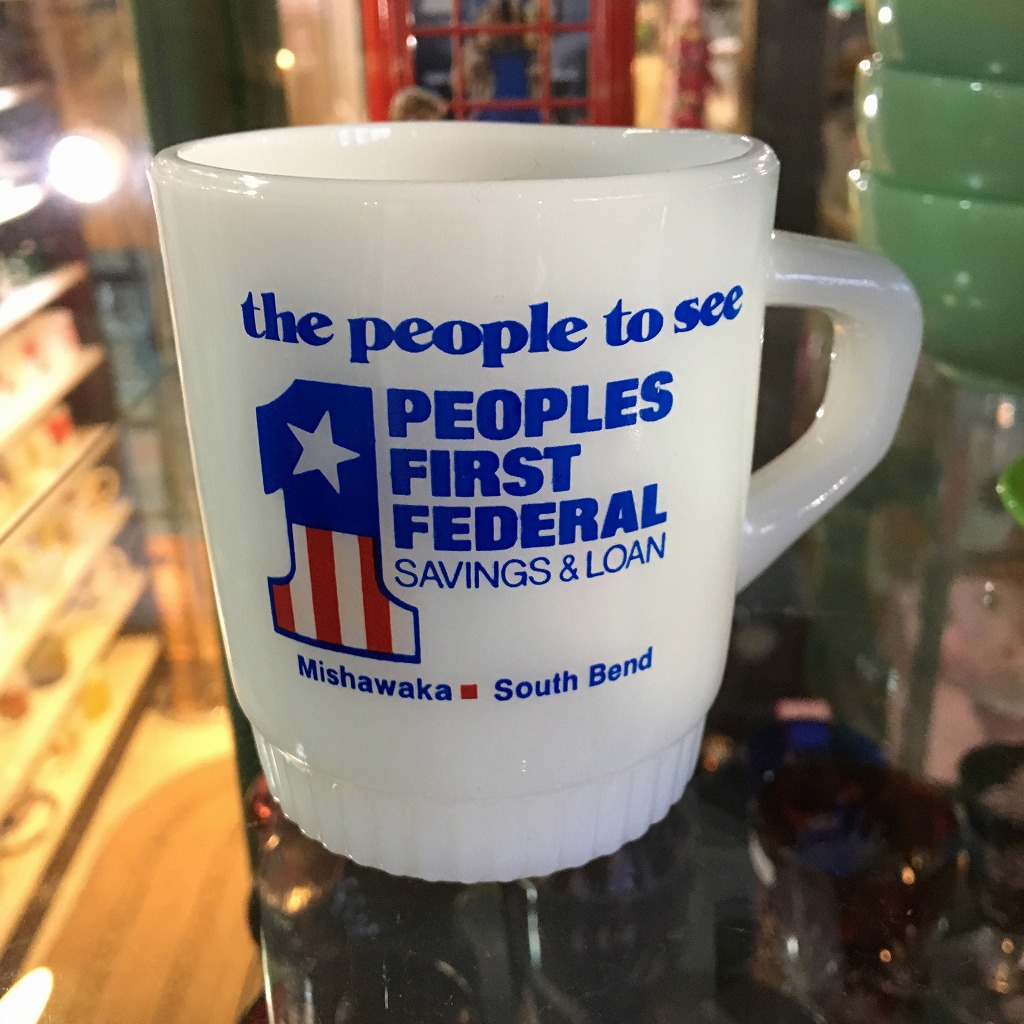 the people to see
PEOPLES
FIRST
FEDERAL
SAVINGS & LOAN
Mishawaka ■ South Bend